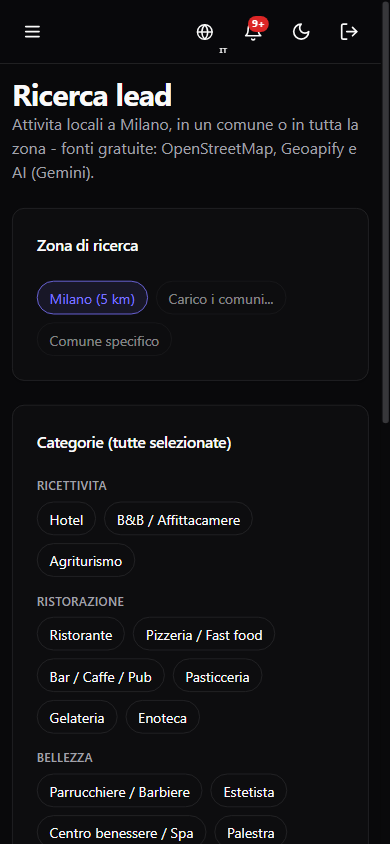 IT
9+
Ricerca lead
Attivita locali a Milano, in un comune o in tutta la
zona - fonti gratuite: OpenStreetMap, Geoapify e
AI (Gemini).
Zona di ricerca
Milano (5 km)
Carico i comuni...
Comune specifico
Categorie (tutte selezionate)
RICETTIVITA
Hotel
B&B / Affittacamere
Agriturismo
RISTORAZIONE
Ristorante
Pizzeria / Fast food
Bar / Caffe / Pub
Pasticceria
Gelateria
Enoteca
BELLEZZA
Parrucchiere / Barbiere
Estetista
Centro benessere / Spa
Palestra